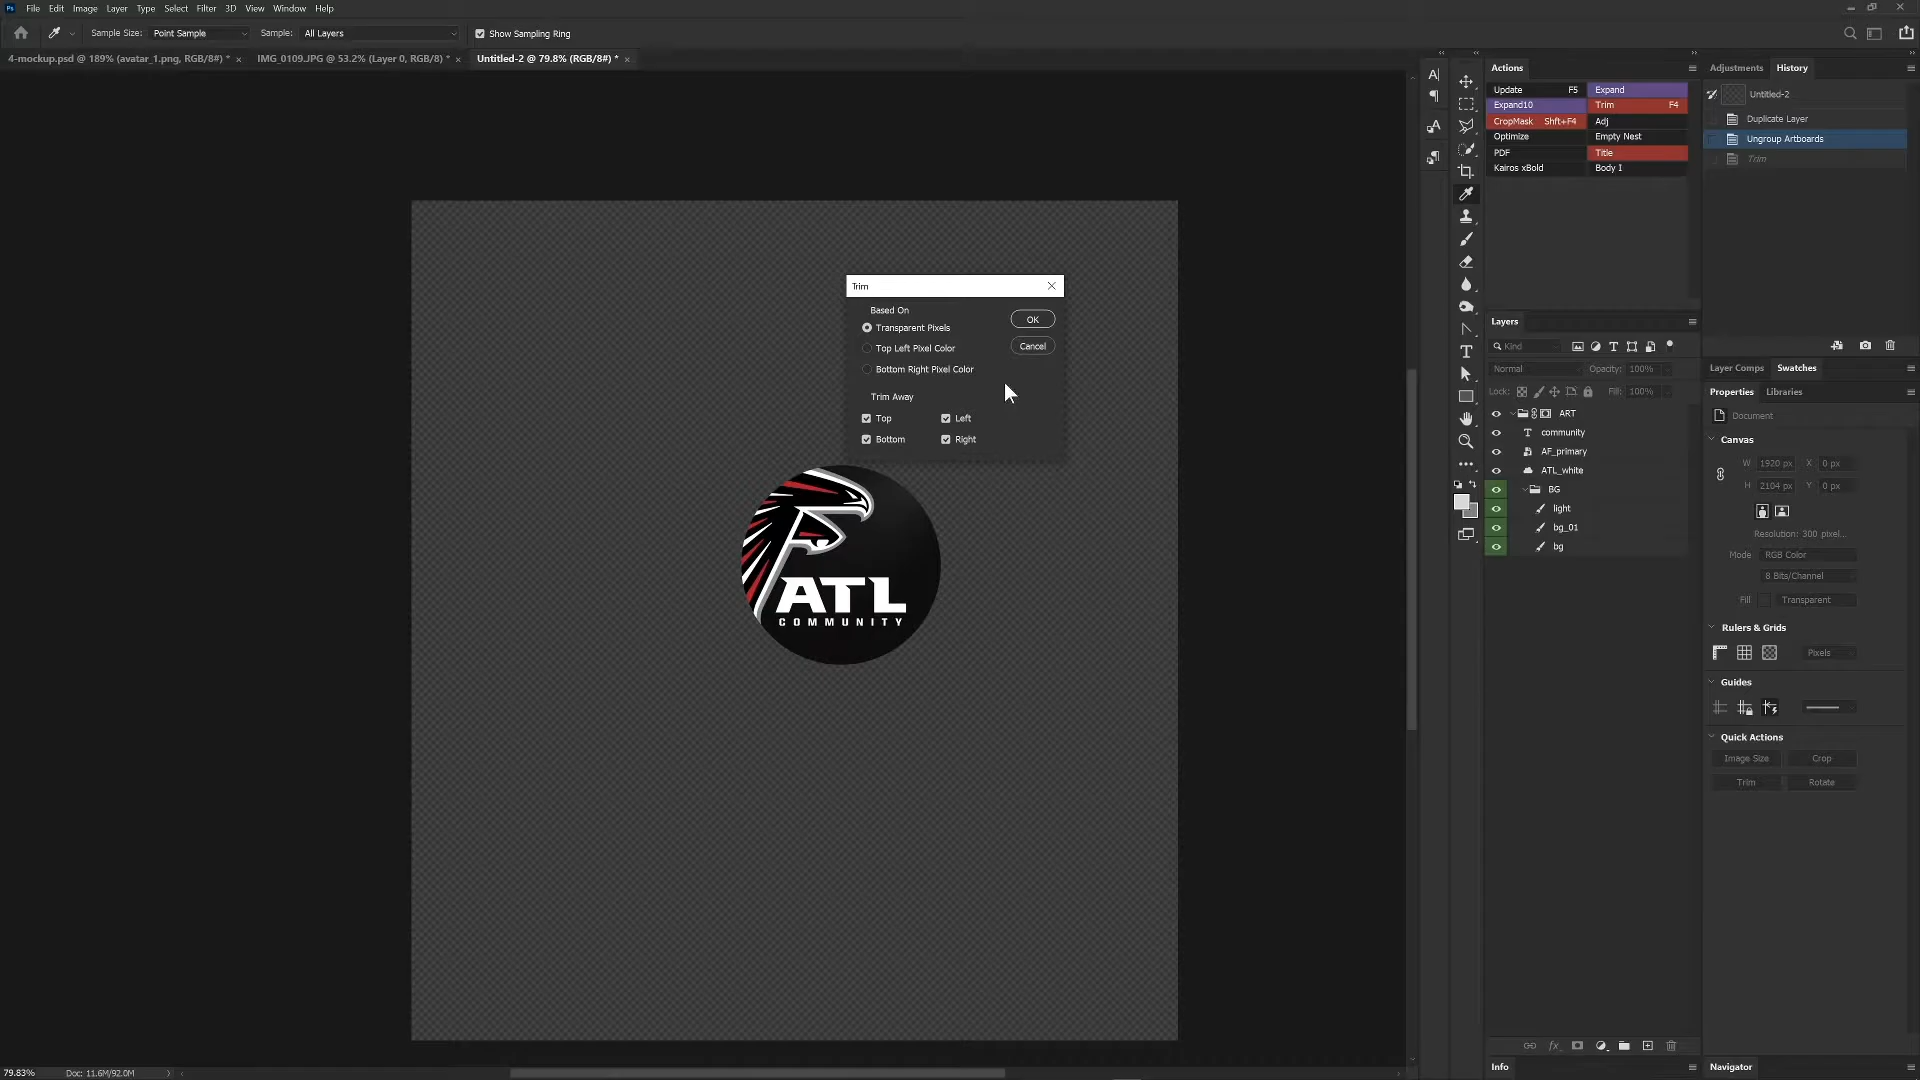 Ps File Edit Image Layer Type Select Filter 3D View Window Help
Sample Size: Point Sample Sample: All Layers Show Sampling Ring
4-mockup.psd @ 189% (avatar_1.png, RGB/8#) * × IMG_0109.JPG @ 53.2% (Layer 0, RGB/8) * × Untitled-2 @ 79.8% (RGB/8#) * ×
Trim
Based On
Transparent Pixels
Top Left Pixel Color
Bottom Right Pixel Color
OK
Cancel
Trim Away
Top Left
Bottom Right
ATL
COMMUNITY
Actions
Update F5 Expand
Expand10 Trim F4
CropMask Shft+F4 Adj
Optimize Empty Nest
PDF Title
Kairos xBold Body I
Layers
Kind
Normal Opacity: 100%
Lock: Fill: 100%
ART
community
AF_primary
ATL_white
BG
light
bg_01
bg
Info
Adjustments History
Untitled-2
Duplicate Layer
Ungroup Artboards
Trim
Layer Comps Swatches
Properties Libraries
Document
Canvas
W 1920 px X 0 px
H 2104 px Y 0 px
Resolution: 300 pixel...
Mode RGB Color
8 Bits/Channel
Fill Transparent
Rulers & Grids
Pixels
Guides
Quick Actions
Image Size Crop
Trim Rotate
Navigator
79.83% Doc: 11.6M/92.0M